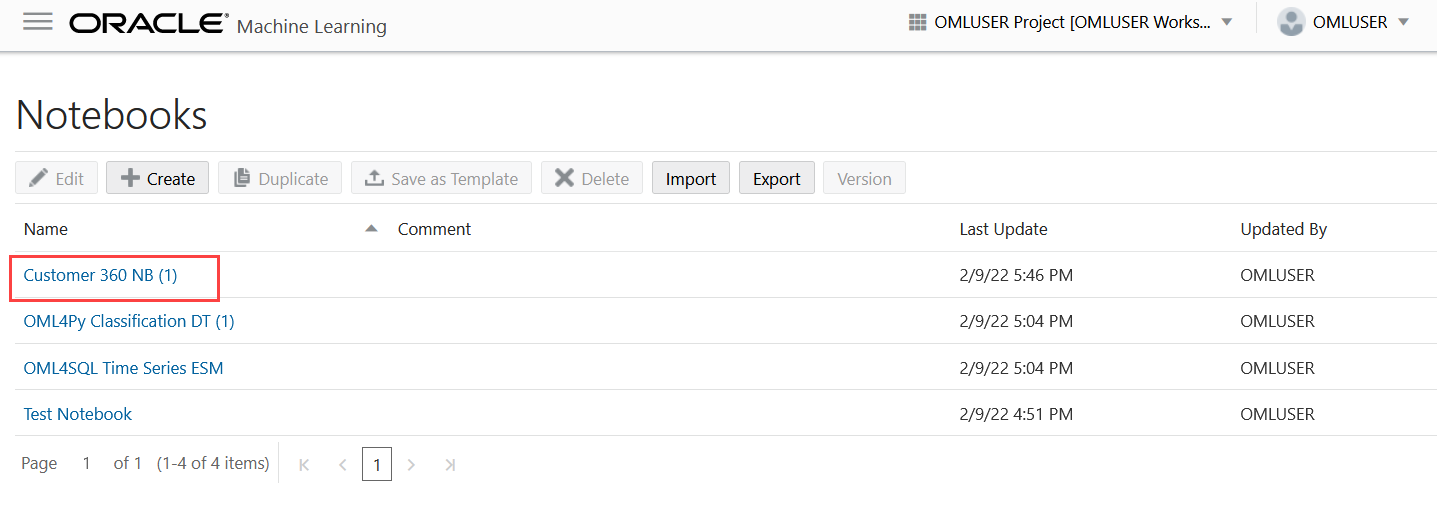 ORACLE® Machine Learning OMLUSER Project [OMLUSER Works... OMLUSER
Notebooks
Edit Create Duplicate Save as Template Delete Import Export Version
Name Comment Last Update Updated By
Customer 360 NB (1) 2/9/22 5:46 PM OMLUSER
OML4Py Classification DT (1) 2/9/22 5:04 PM OMLUSER
OML4SQL Time Series ESM 2/9/22 5:04 PM OMLUSER
Test Notebook 2/9/22 4:51 PM OMLUSER
Page 1 of 1 (1-4 of 4 items) 1